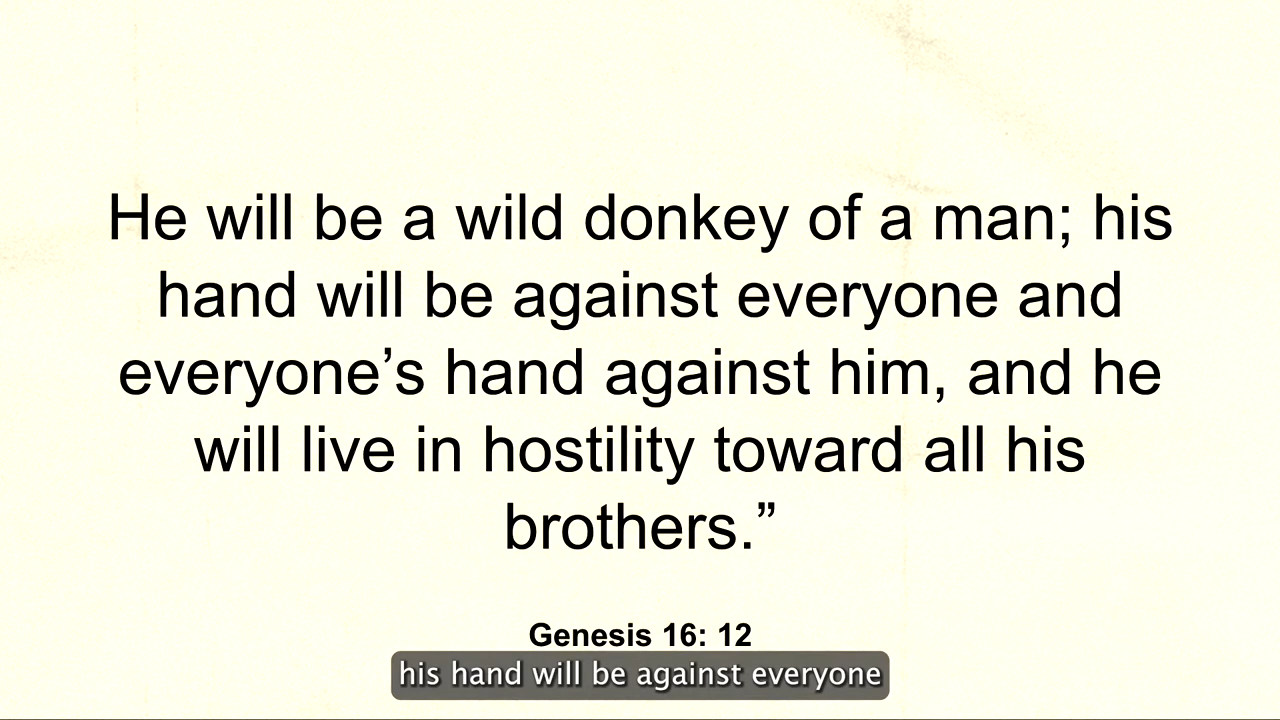 He will be a wild donkey of a man; his
hand will be against everyone and
everyone’s hand against him, and he
will live in hostility toward all his
brothers.”
Genesis 16: 12
his hand will be against everyone